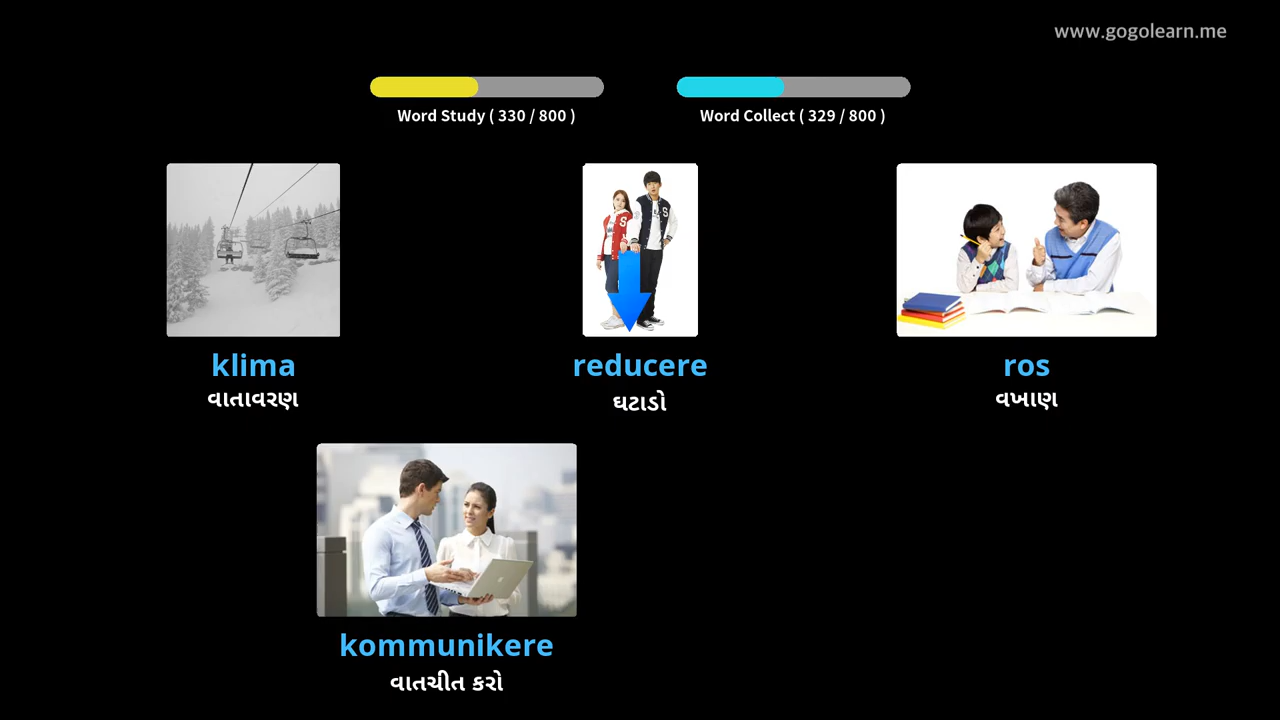 www.gogolearn.me
Word Study ( 330 / 800 )
Word Collect ( 329 / 800 )
klima
વાતાવરણ
reducere
ઘટાડો
ros
વખાણ
kommunikere
વાતચીત કરો
S
S